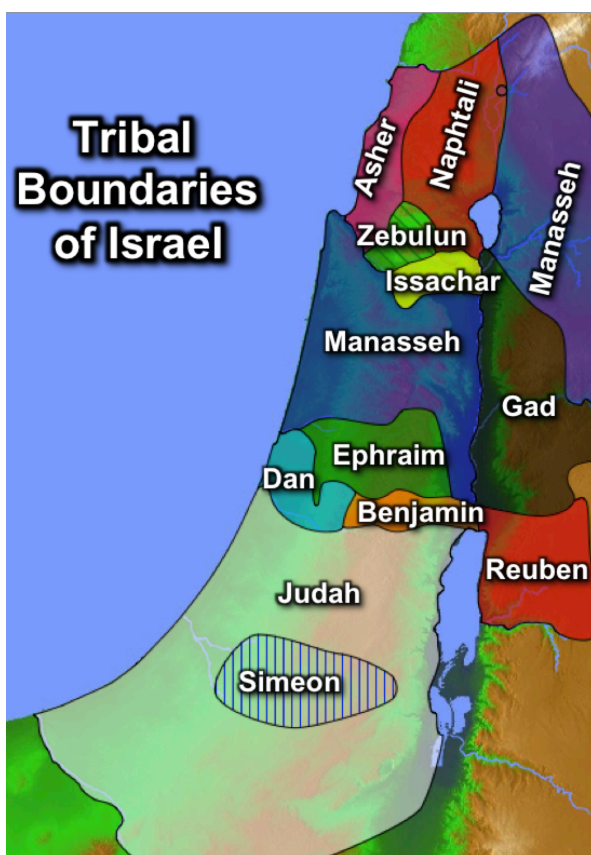 Tribal
Boundaries
of Israel
Asher
Naphtali
Manasseh
Zebulun
Issachar
Manasseh
Gad
Ephraim
Dan
Benjamin
Reuben
Judah
Simeon